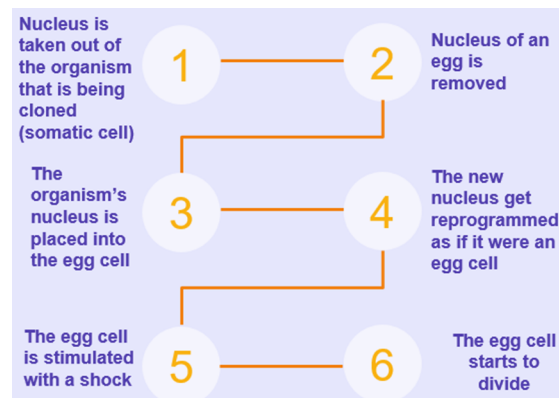 Nucleus is
taken out of
the organism
that is being
cloned
(somatic cell)
1
2
Nucleus of an
egg is
removed
The
organism's
nucleus is
placed into
the egg cell
3
4
The new
nucleus get
reprogrammed
as if it were an
egg cell
The egg cell
is stimulated
with a shock
5
6
The egg cell
starts to
divide